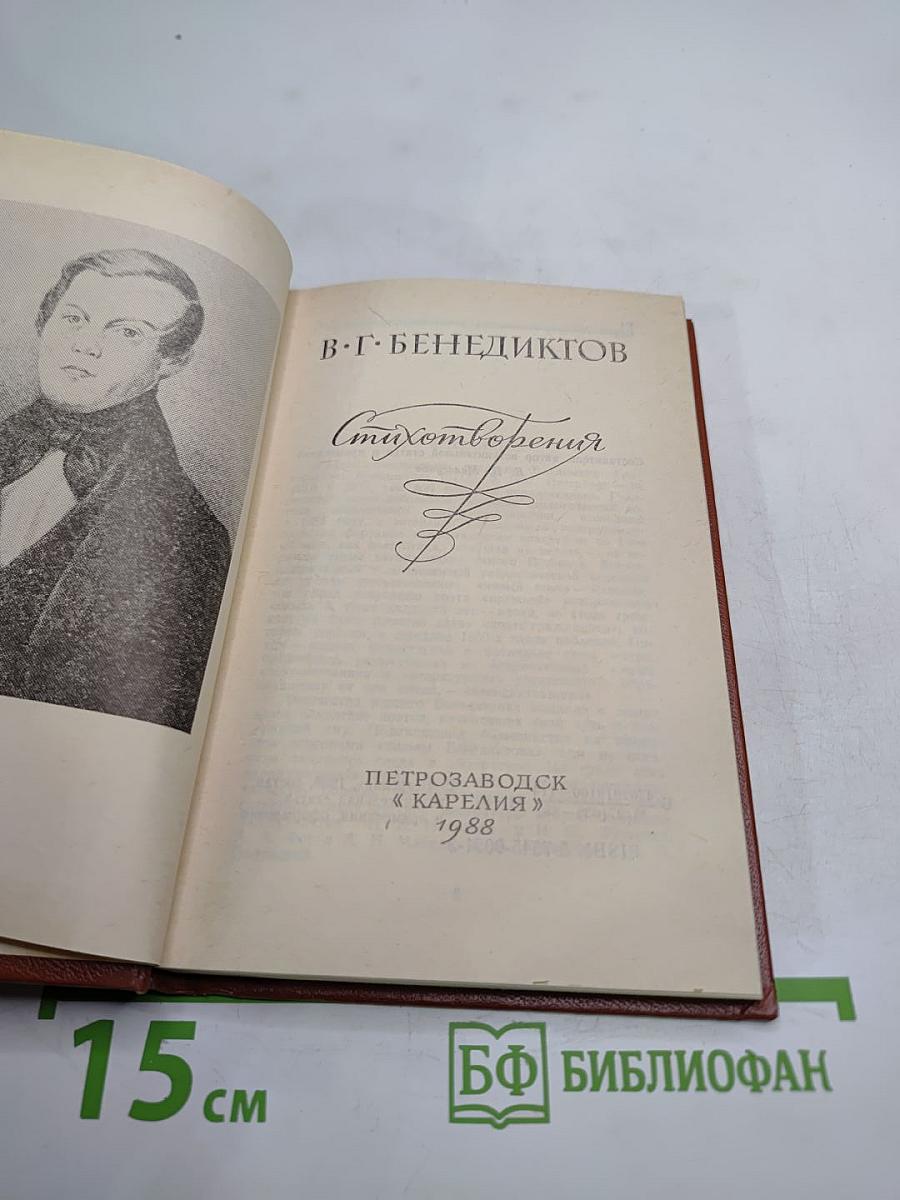 В·Г·БЕНЕДИКТОВ
Стихотворения
ПЕТРОЗАВОДСК
«КАРЕЛИЯ»
1988
15 см
БФ БИБЛИОФАН